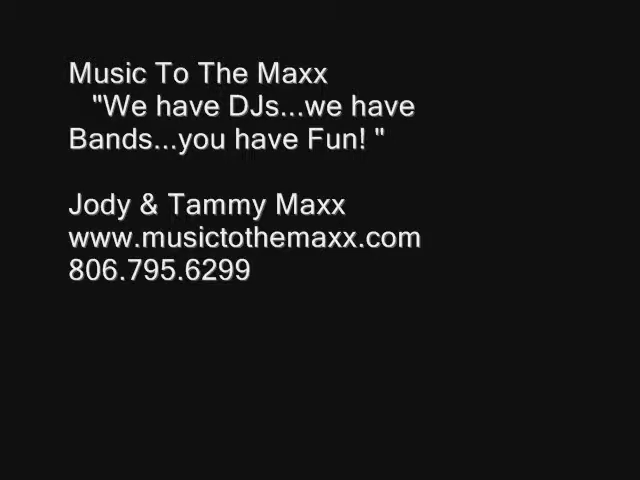 Music To The Maxx
"We have DJs...we have
Bands...you have Fun! "
Jody & Tammy Maxx
www.musictothemaxx.com
806.795.6299